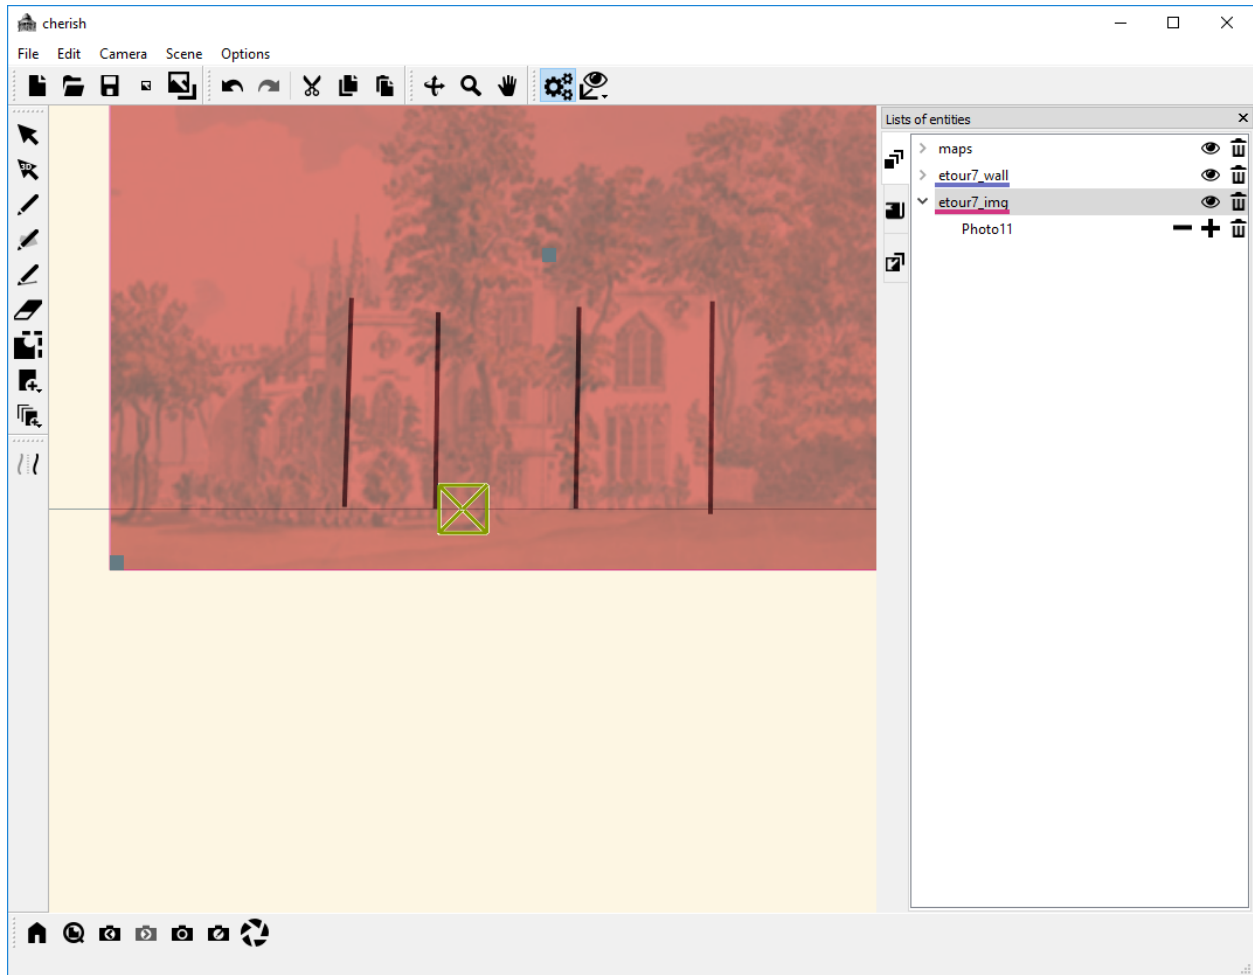 cherish
File Edit Camera Scene Options
Lists of entities
maps
etour7_wall
etour7_img
Photo11